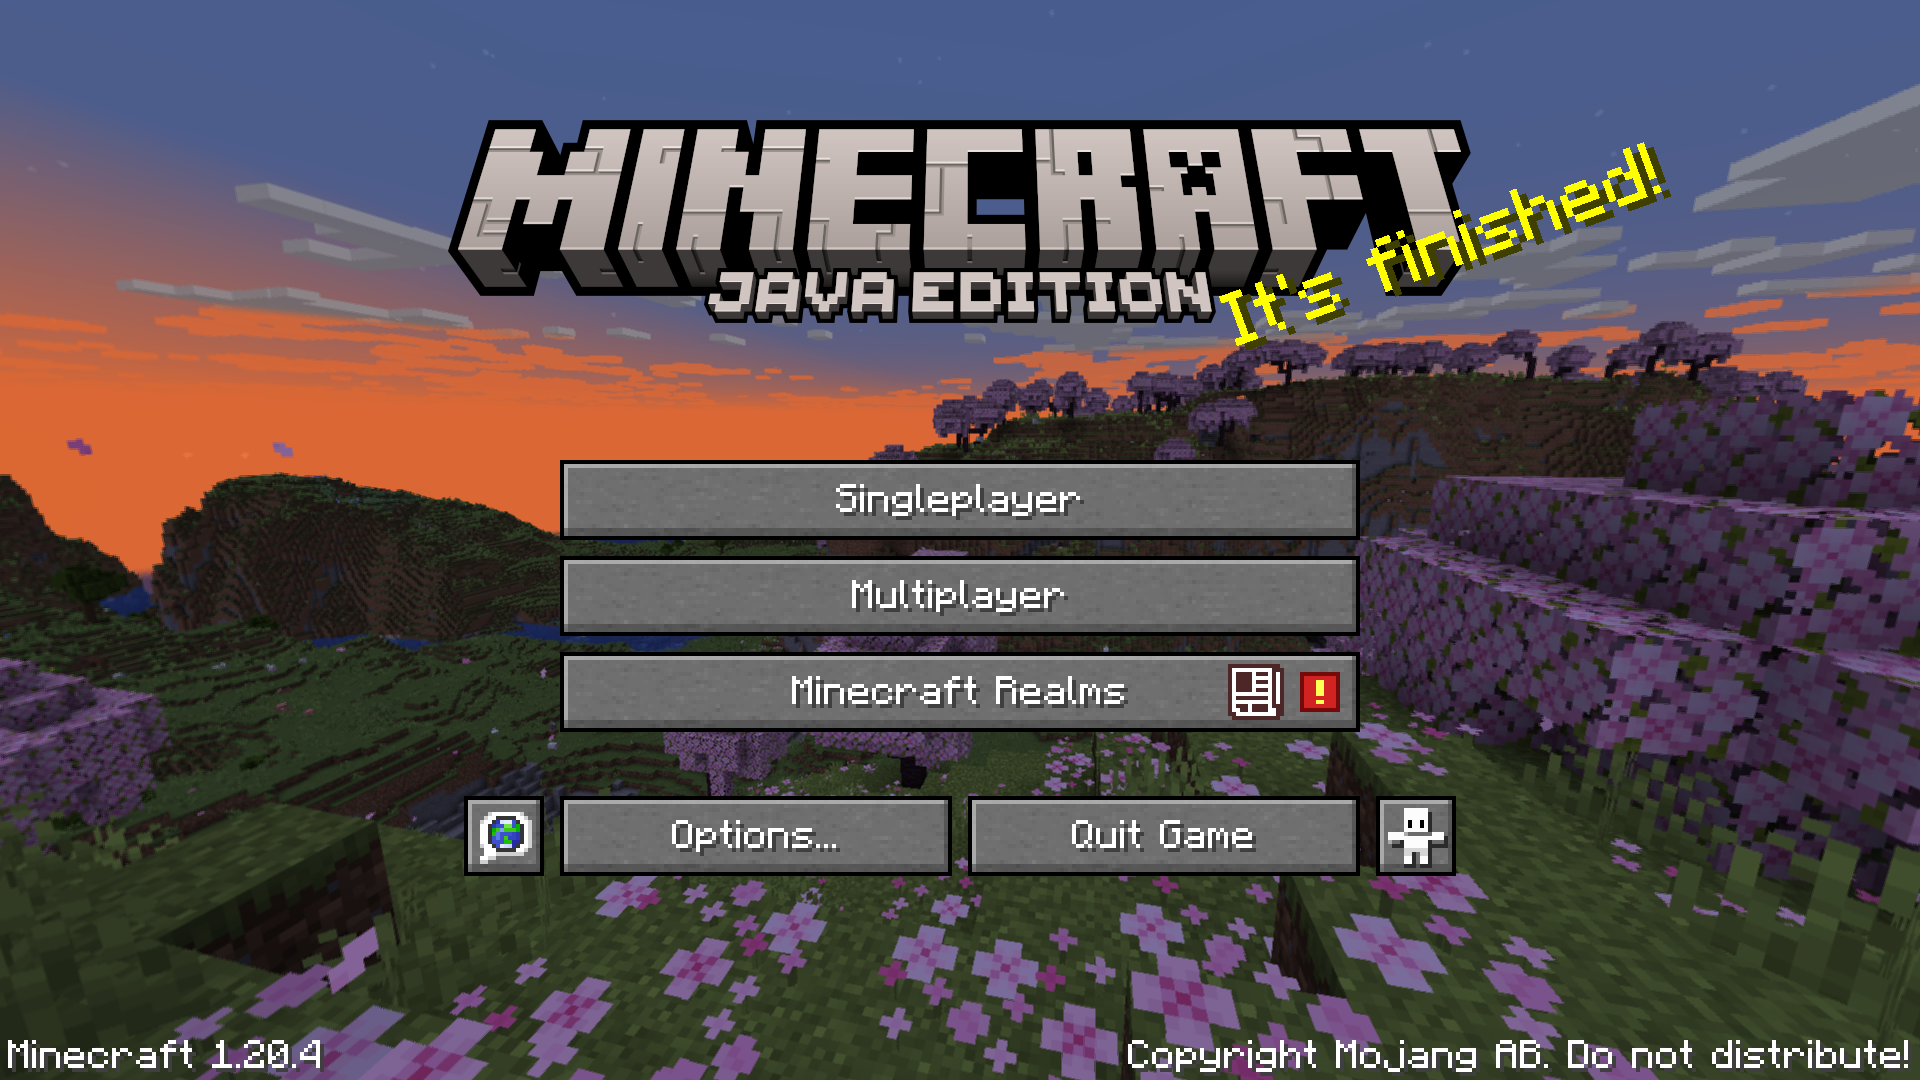 MINECRAFT
JAVA EDITION
It's finished!
Singleplayer
Multiplayer
Minecraft Realms
!
Options...
Quit Game
Minecraft 1.20.4
Copyright Mojang AB. Do not distribute!